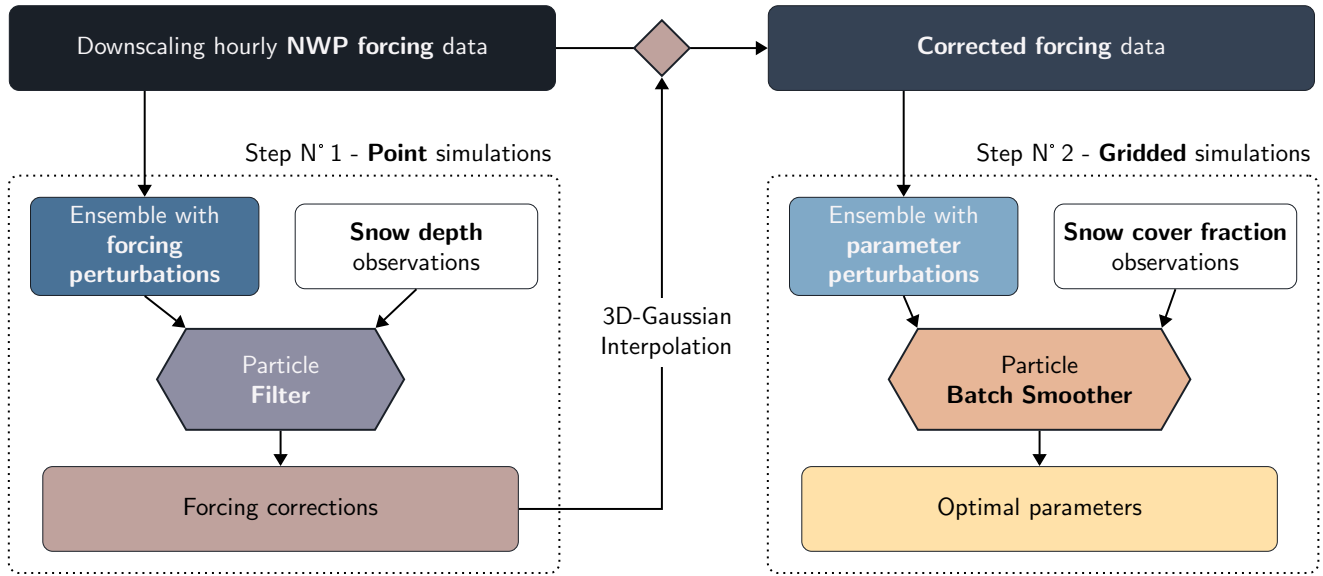 Downscaling hourly NWP forcing data
Corrected forcing data
Step N° 1 - Point simulations
Ensemble with
forcing
perturbations
Snow depth
observations
Particle
Filter
Forcing corrections
3D-Gaussian
Interpolation
Step N° 2 - Gridded simulations
Ensemble with
parameter
perturbations
Snow cover fraction
observations
Particle
Batch Smoother
Optimal parameters